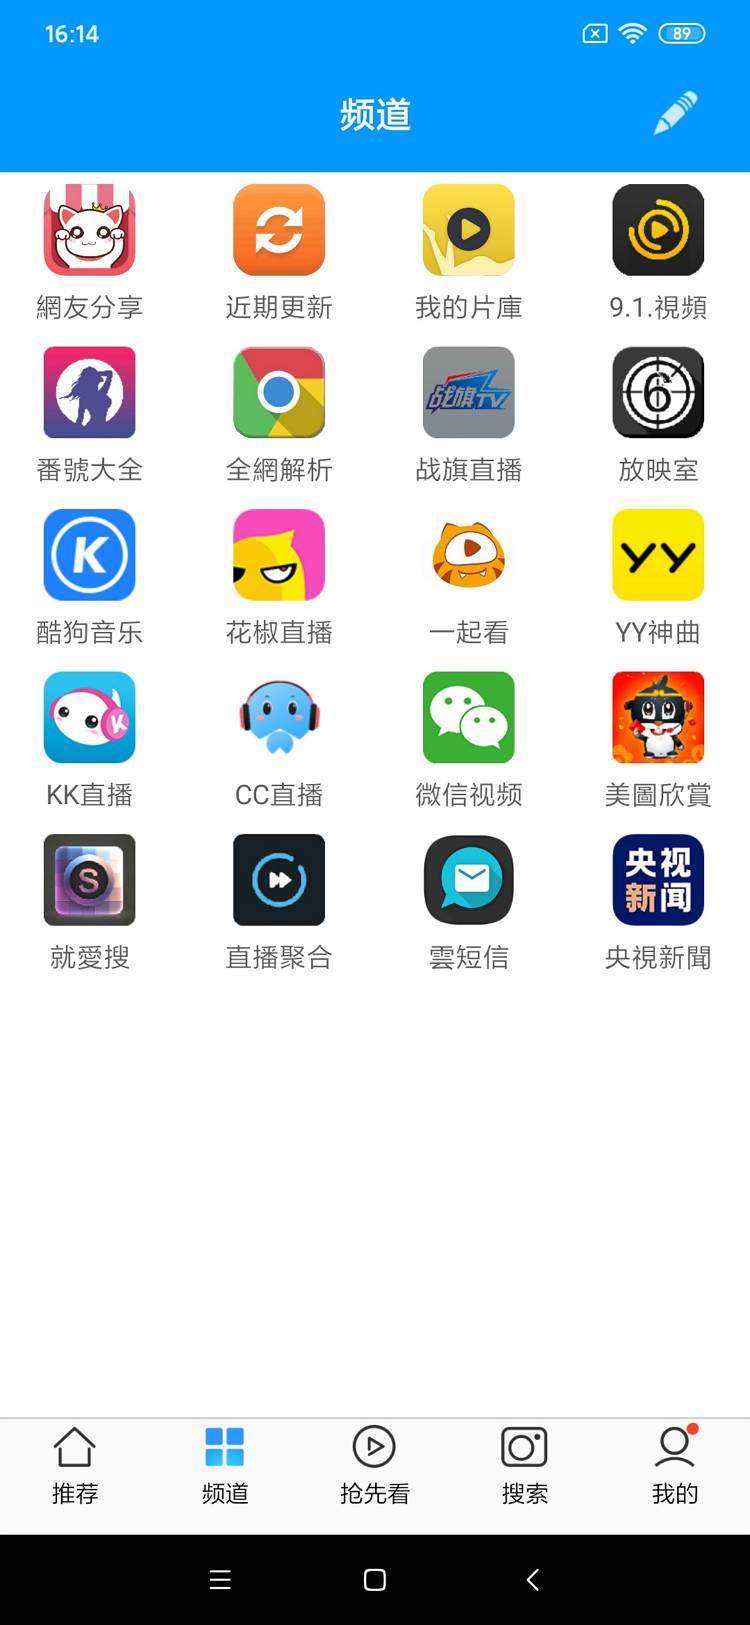 16:14
89
频道
網友分享
近期更新
我的片庫
9.1.視頻
战旗TV
6
番號大全
全網解析
战旗直播
放映室
K
YY
酷狗音乐
花椒直播
一起看
YY神曲
K
KK直播
CC直播
微信视频
美圖欣賞
S
央视
新闻
就愛搜
直播聚合
雲短信
央視新聞
推荐
频道
抢先看
搜索
我的